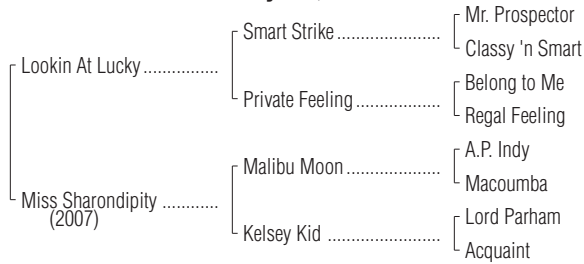 Mr. Prospector
Smart Strike ....................
Classy 'n Smart
Lookin At Lucky ...............
Belong to Me
Private Feeling .................
Regal Feeling
A.P. Indy
Malibu Moon ....................
Macoumba
Miss Sharondipity ............
(2007)
Lord Parham
Kelsey Kid .......................
Acquaint